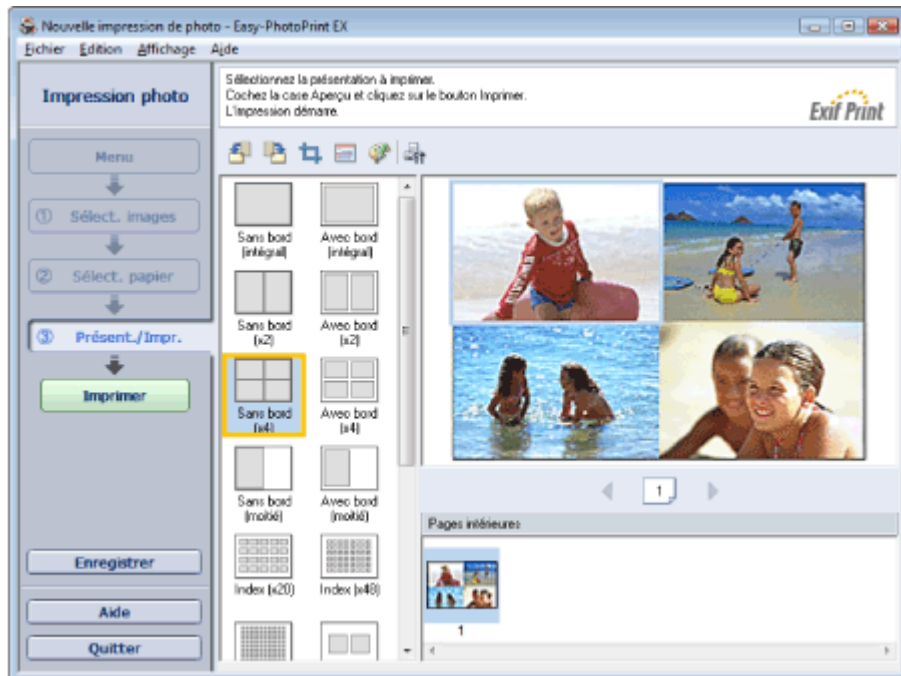 Nouvelle impression de photo - Easy-PhotoPrint EX
Fichier Édition Affichage Aide
Impression photo
Sélectionnez la présentation à imprimer.
Cochez la case Aperçu et cliquez sur le bouton Imprimer.
L'impression démarre.
Exif Print
Menu
① Sélect. images
② Sélect. papier
③ Présent./Impr.
Imprimer
Enregistrer
Aide
Quitter
Sans bord
(intégral)
Avec bord
(intégral)
Sans bord
(x2)
Avec bord
(x2)
Sans bord
(x4)
Avec bord
(x4)
Sans bord
(moitié)
Avec bord
(moitié)
Index (x20)
Index (x48)
1
Pages intérieures
1